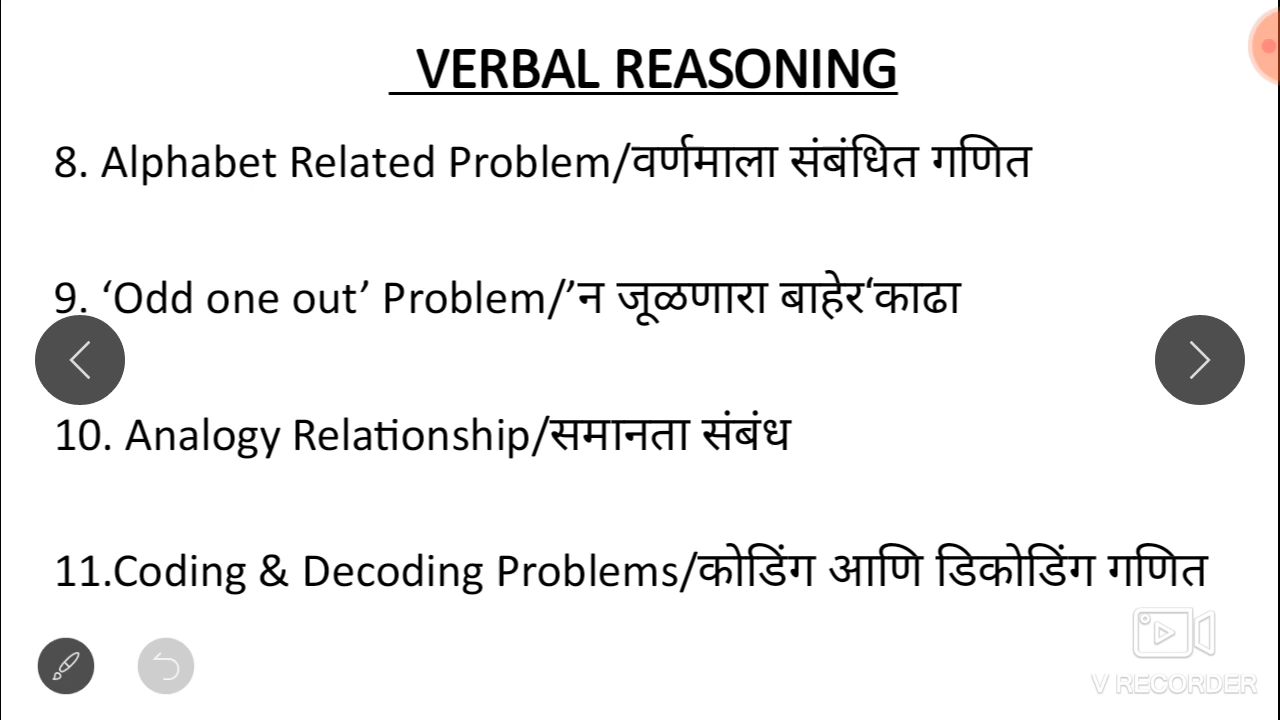 VERBAL REASONING
8. Alphabet Related Problem/वर्णमाला संबंधित गणित
9. ‘Odd one out’ Problem/’न जूळणारा बाहेर‘काढा
10. Analogy Relationship/समानता संबंध
11.Coding & Decoding Problems/कोडिंग आणि डिकोडिंग गणित
V RECORDER